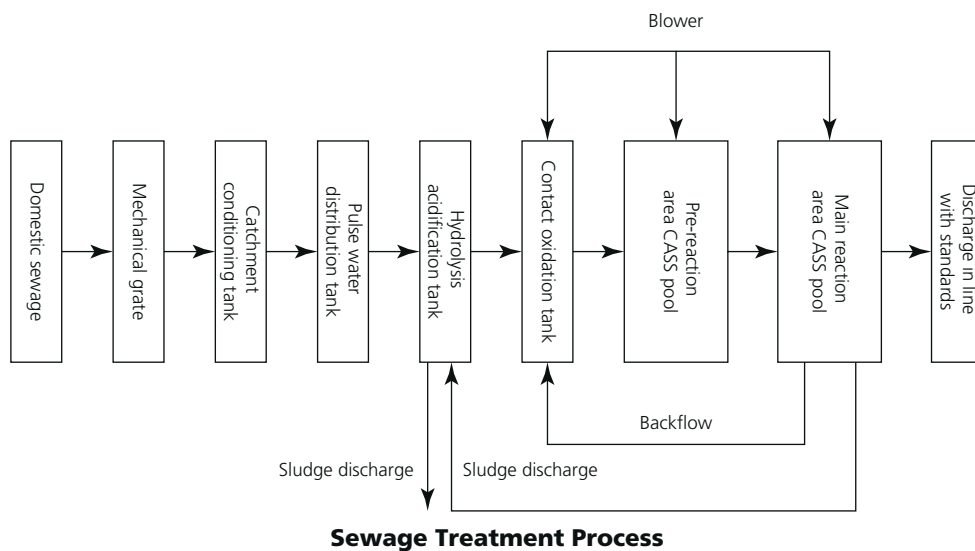 Blower
Domestic sewage
Mechanical grate
Catchment
conditioning tank
Pulse water
distribution tank
Hydrolysis
acidification tank
Contact oxidation tank
Pre-reaction
area CASS pool
Main reaction
area CASS pool
Discharge in line
with standards
Backflow
Sludge discharge
Sludge discharge
Sewage Treatment Process